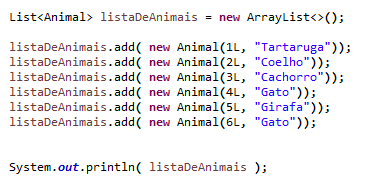 List<Animal> listaDeAnimais = new ArrayList<>();
listaDeAnimais.add( new Animal(1L, "Tartaruga"));
listaDeAnimais.add( new Animal(2L, "Coelho"));
listaDeAnimais.add( new Animal(3L, "Cachorro"));
listaDeAnimais.add( new Animal(4L, "Gato"));
listaDeAnimais.add( new Animal(5L, "Girafa"));
listaDeAnimais.add( new Animal(6L, "Gato"));
System.out.println( listaDeAnimais );